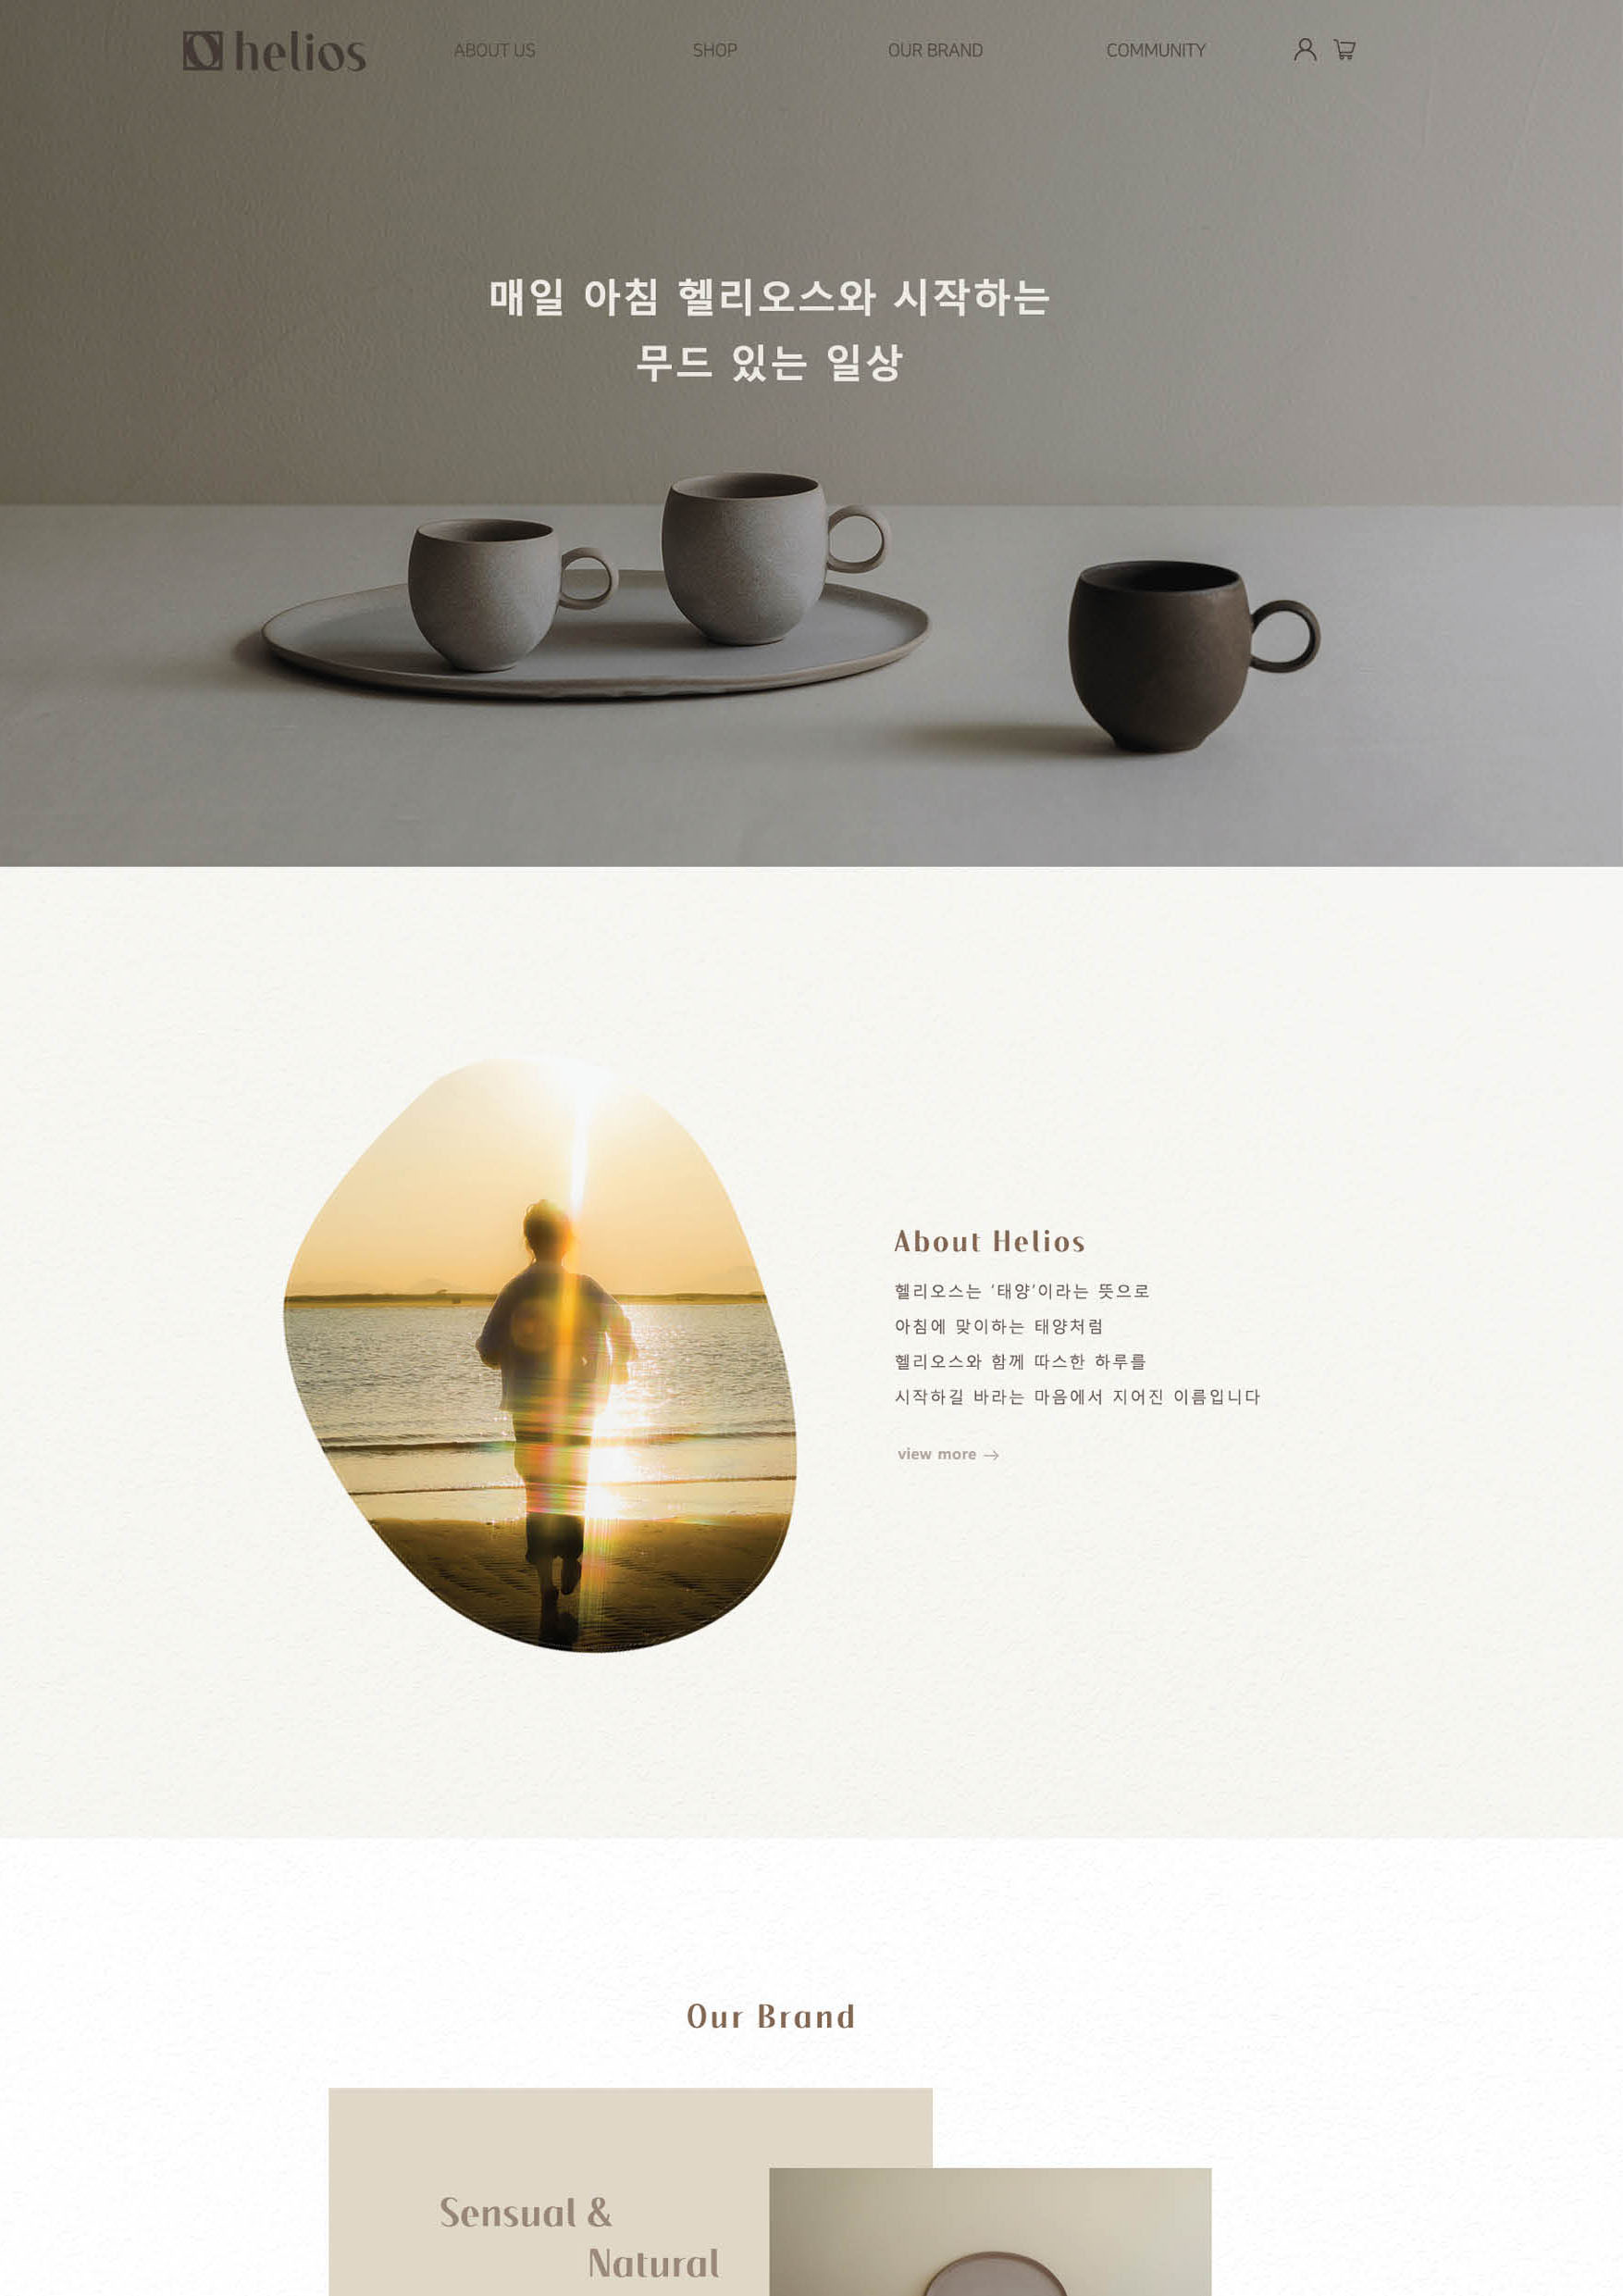 helios
ABOUT US
SHOP
OUR BRAND
COMMUNITY
매일 아침 헬리오스와 시작하는
무드 있는 일상
About Helios
헬리오스는 ‘태양’이라는 뜻으로
아침에 맞이하는 태양처럼
헬리오스와 함께 따스한 하루를
시작하길 바라는 마음에서 지어진 이름입니다
view more →
Our Brand
Sensual &
Natural